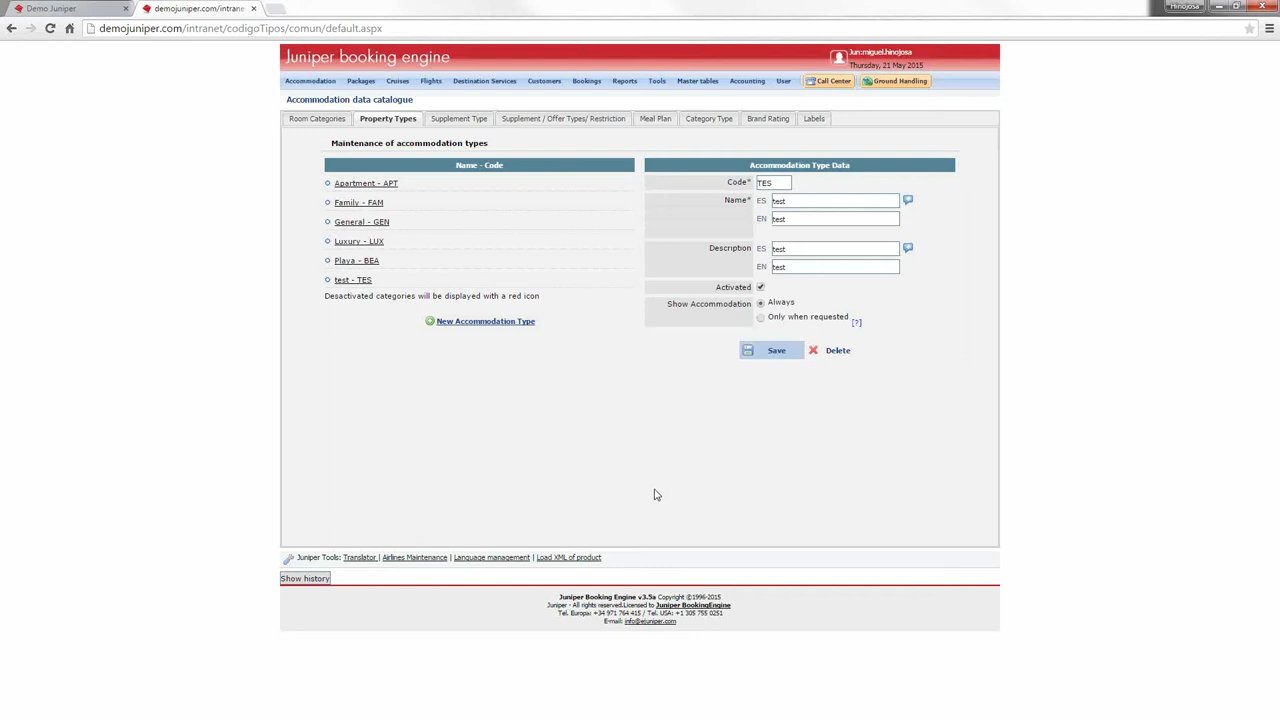 Demo Juniper
demojuniper.com/intrane
Hinojosa
demojuniper.com/intranet/codigoTipos/comun/default.aspx
Juniper booking engine
Jun:miguel.hinojosa
Thursday, 21 May 2015
Accommodation Packages Cruises Flights Destination Services Customers Bookings Reports Tools Master tables Accounting User Call Center Ground Handling
Accommodation data catalogue
Room Categories Property Types Supplement Type Supplement / Offer Types/ Restriction Meal Plan Category Type Brand Rating Labels
Maintenance of accommodation types
Name - Code
Apartment - APT
Family - FAM
General - GEN
Luxury - LUX
Playa - BEA
test - TES
Desactivated categories will be displayed with a red icon
New Accommodation Type
Accommodation Type Data
Code* TES
Name* ES test
EN test
Description ES test
EN test
Activated
Show Accommodation Always
Only when requested [?]
Save Delete
Juniper Tools: Translator | Airlines Maintenance | Language management | Load XML of product
Show history
Juniper Booking Engine v3.5a Copyright ©1996-2015
Juniper - All rights reserved.Licensed to Juniper BookingEngine
Tel. Europa: +34 971 764 415 / Tel. USA: +1 305 755 0251
E-mail: info@ejuniper.com